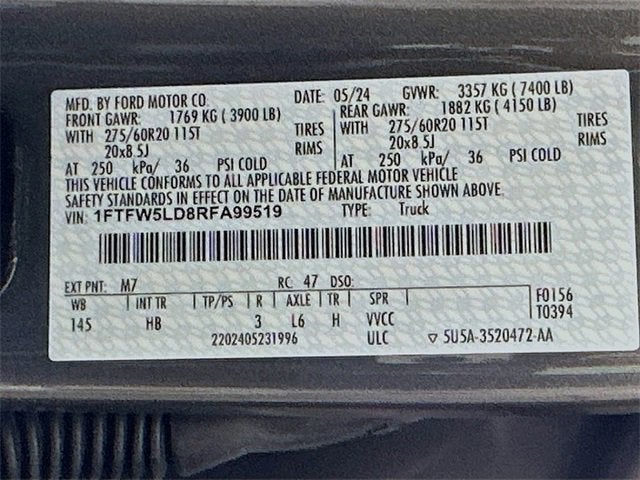 MFD. BY FORD MOTOR CO. DATE: 05/24 GVWR: 3357 KG ( 7400 LB)
FRONT GAWR: 1769 KG ( 3900 LB) REAR GAWR: 1882 KG ( 4150 LB)
WITH 275/60R20 115T TIRES WITH 275/60R20 115T TIRES
20x8.5J RIMS 20x8.5J RIMS
AT 250 kPa/ 36 PSI COLD AT 250 kPa/ 36 PSI COLD
THIS VEHICLE CONFORMS TO ALL APPLICABLE FEDERAL MOTOR VEHICLE
SAFETY STANDARDS IN EFFECT ON THE DATE OF MANUFACTURE SHOWN ABOVE.
VIN: 1FTFW5LD8RFA99519 TYPE: Truck
EXT PNT: M7 RC: 47 DSO:
WB INT TR TP/PS R AXLE TR SPR F0156
145 HB 3 L6 H VVCC T0394
2202405231996 ULC ▽ 5U5A-3520472-AA